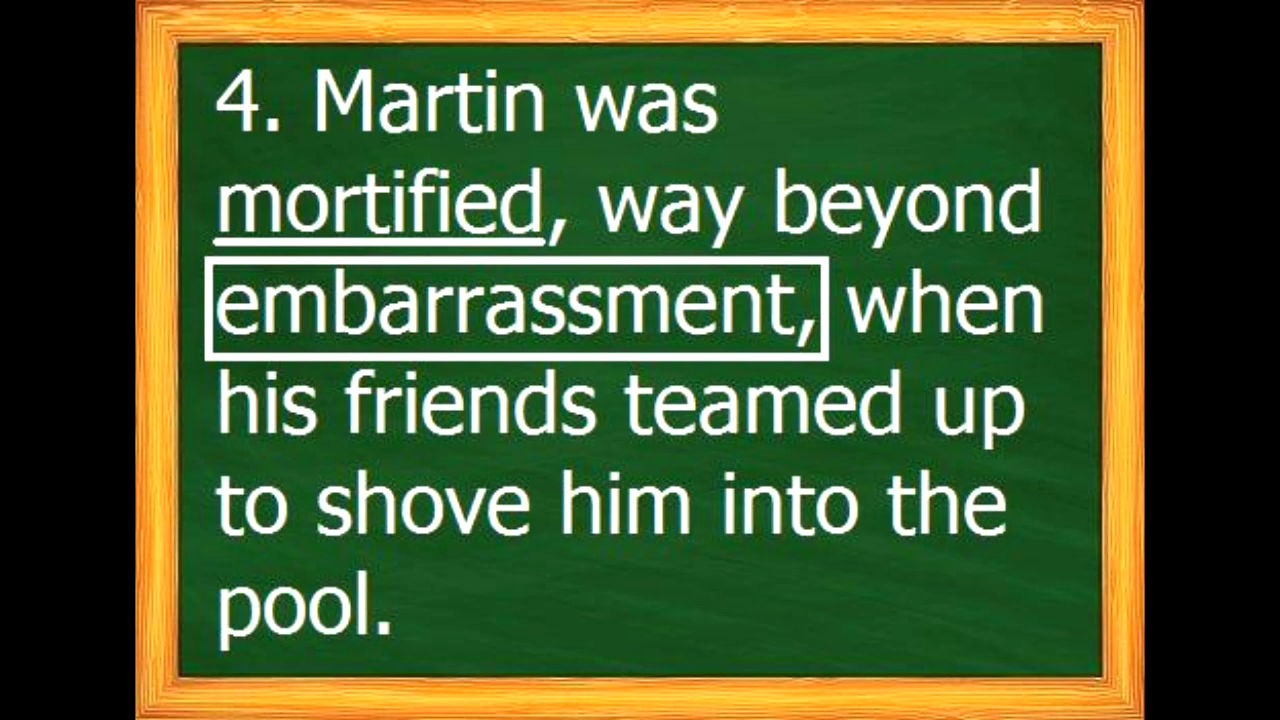 4. Martin was
mortified, way beyond
embarrassment, when
his friends teamed up
to shove him into the
pool.